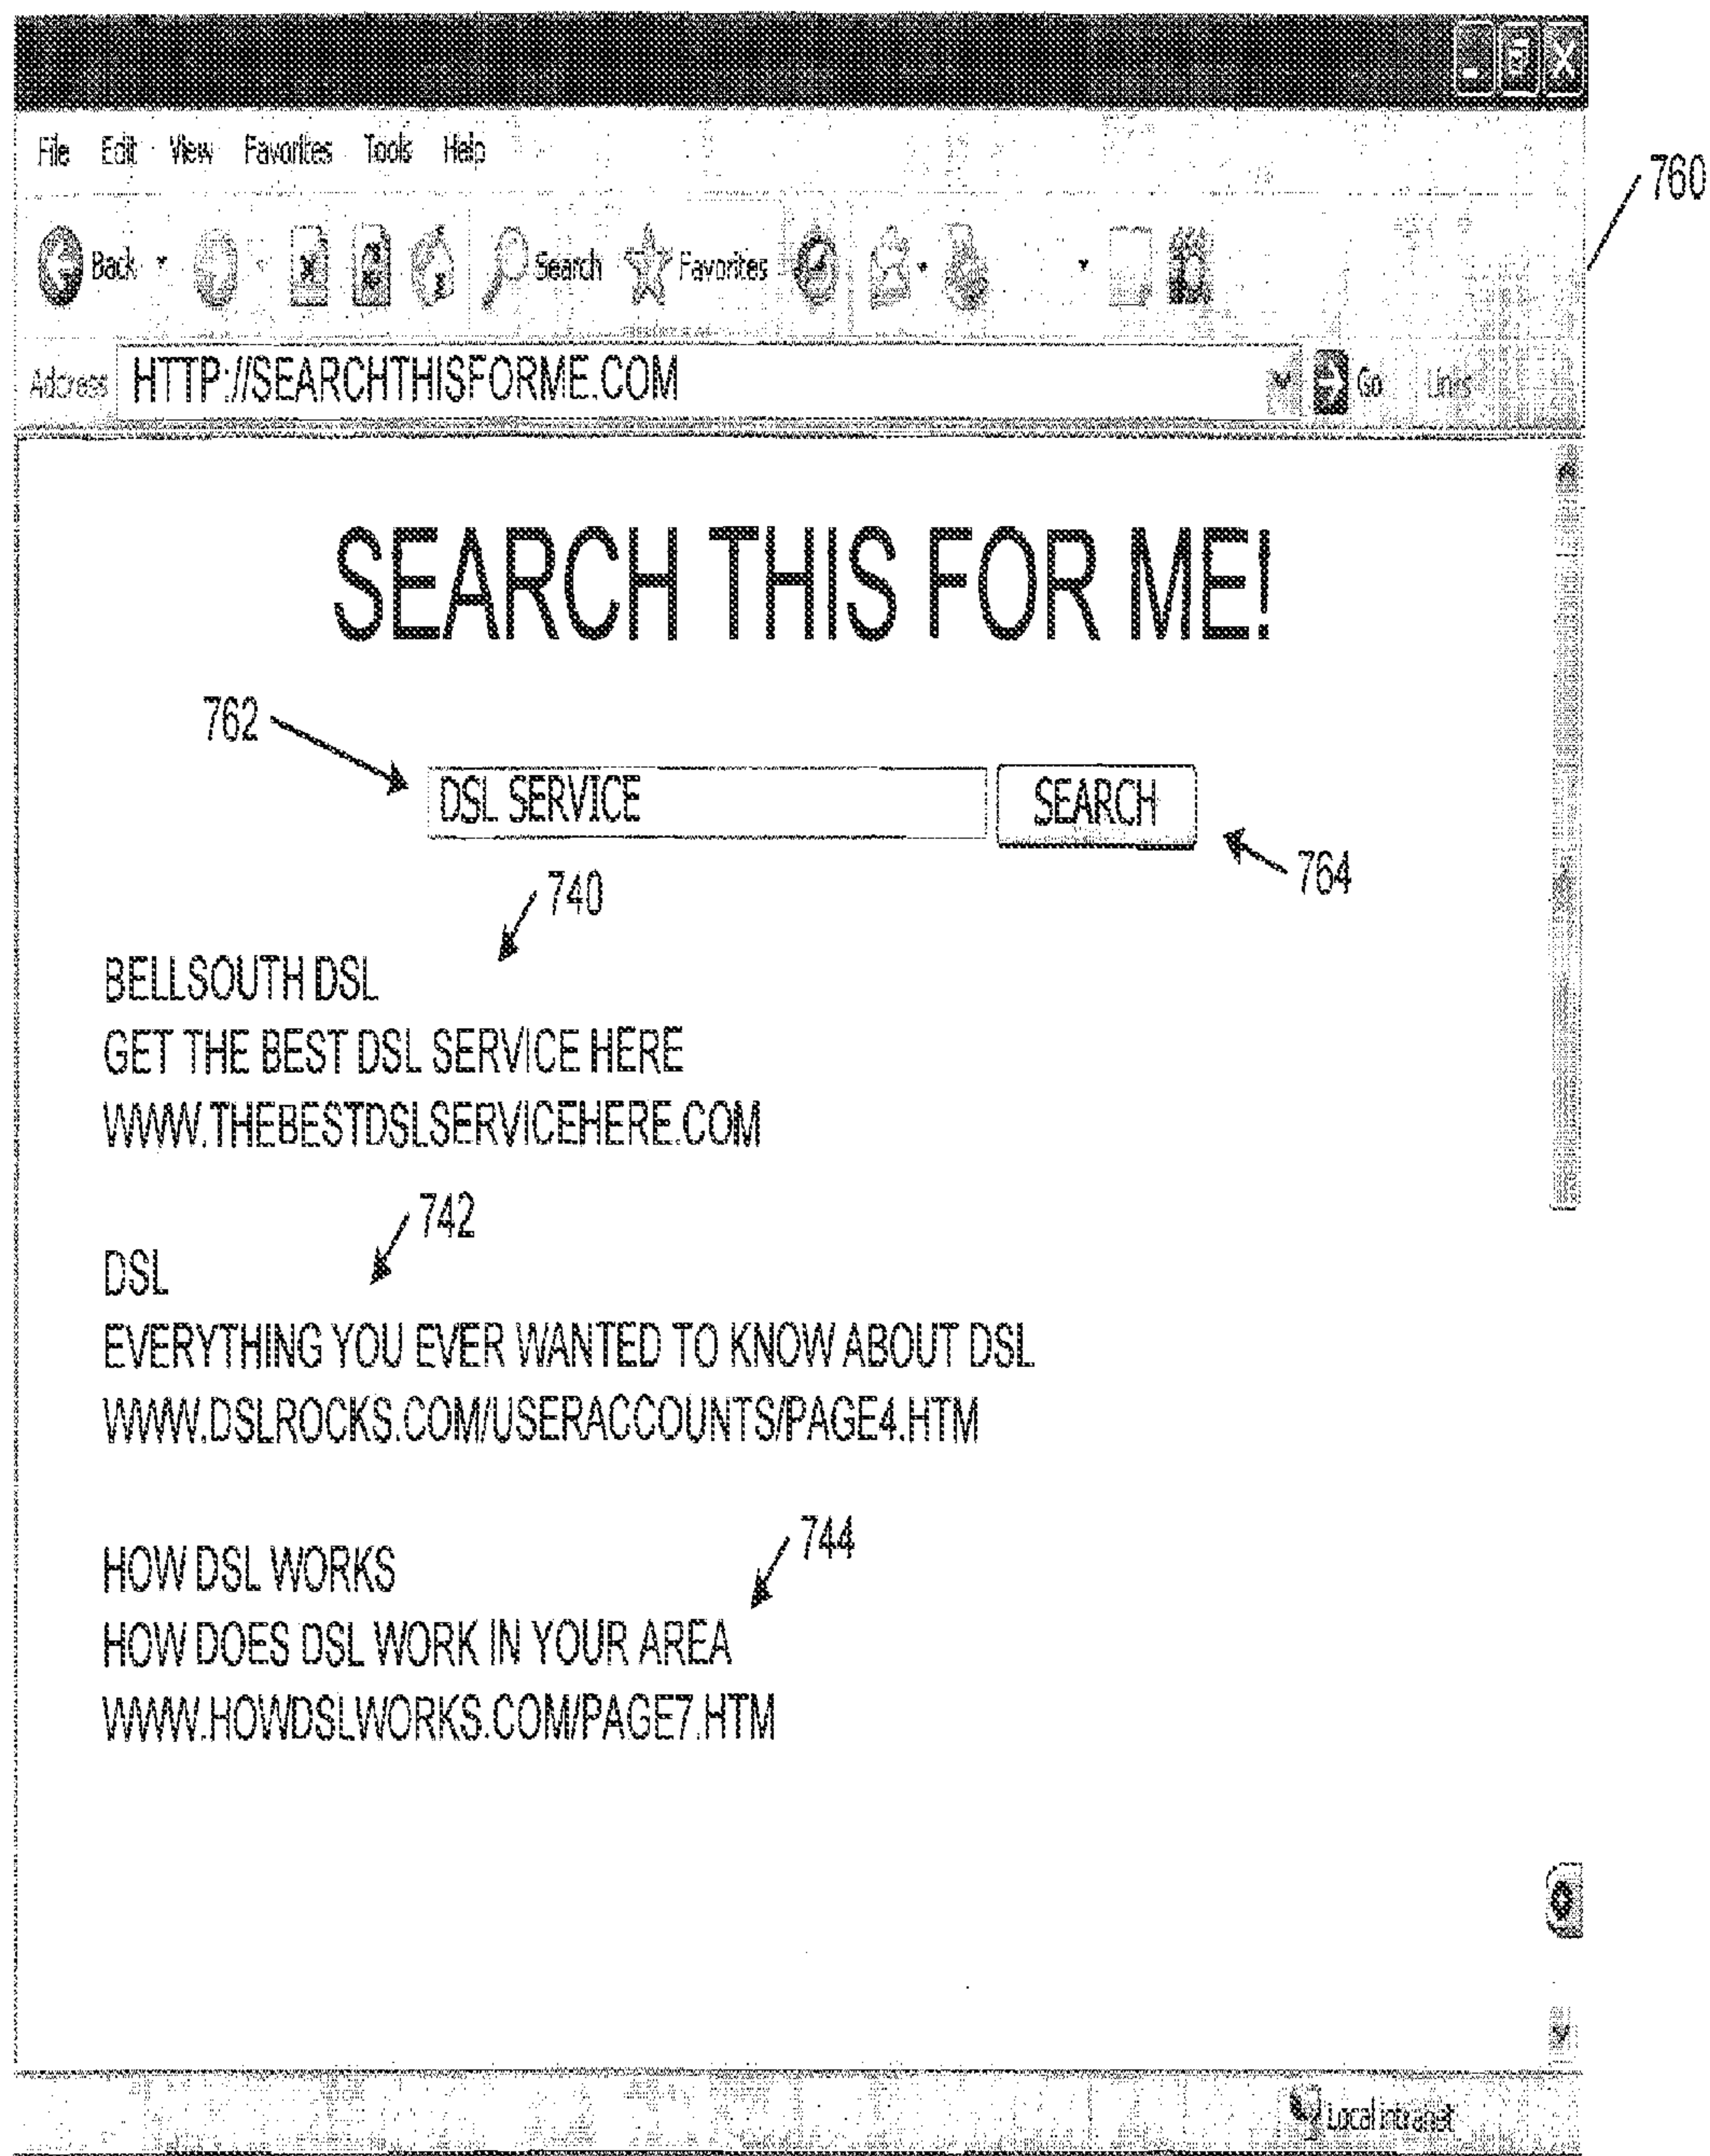 File Edit View Favorites Tools Help
760
Back Search Favorites
Address HTTP://SEARCHTHISFORME.COM Go Links
SEARCH THIS FOR ME!
762
DSL SERVICE SEARCH
764
740
BELLSOUTH DSL
GET THE BEST DSL SERVICE HERE
WWW.THEBESTDSLSERVICEHERE.COM
742
DSL
EVERYTHING YOU EVER WANTED TO KNOW ABOUT DSL
WWW.DSLROCKS.COM/USERACCOUNTS/PAGE4.HTM
744
HOW DSL WORKS
HOW DOES DSL WORK IN YOUR AREA
WWW.HOWDSLWORKS.COM/PAGE7.HTM
Local intranet